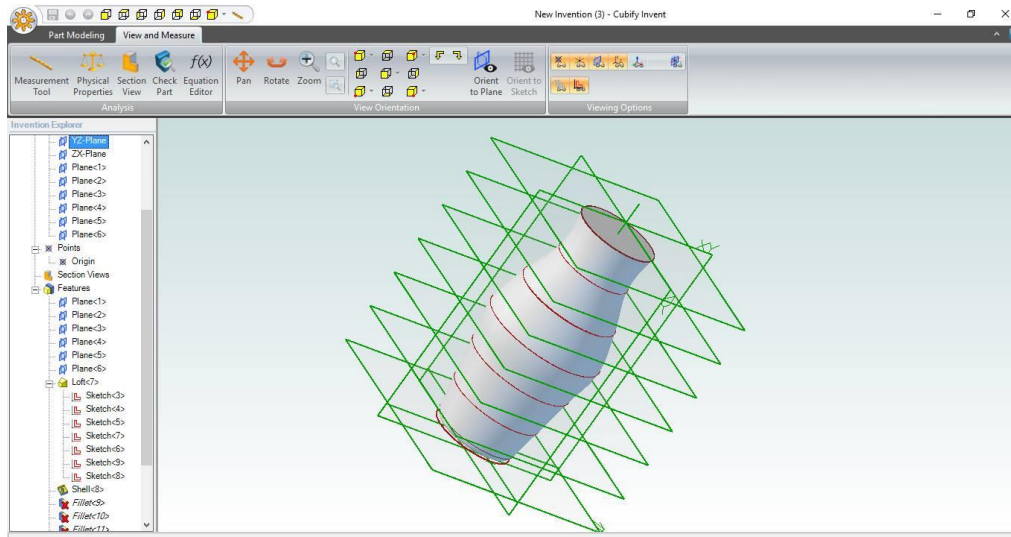 New Invention (3) - Cubify Invent
Part Modeling View and Measure
f(x)
Measurement Tool
Physical Properties
Section View
Check Part
Equation Editor
Pan
Rotate
Zoom
Orient to Plane
Orient to Sketch
Analysis
View Orientation
Viewing Options
Invention Explorer
YZ-Plane
ZX-Plane
Plane<1>
Plane<2>
Plane<3>
Plane<4>
Plane<5>
Plane<6>
Points
Origin
Section Views
Features
Plane<1>
Plane<2>
Plane<3>
Plane<4>
Plane<5>
Plane<6>
Loft<7>
Sketch<3>
Sketch<4>
Sketch<5>
Sketch<7>
Sketch<6>
Sketch<9>
Sketch<8>
Shell<8>
Fillet<9>
Fillet<10>
Fillet<11>